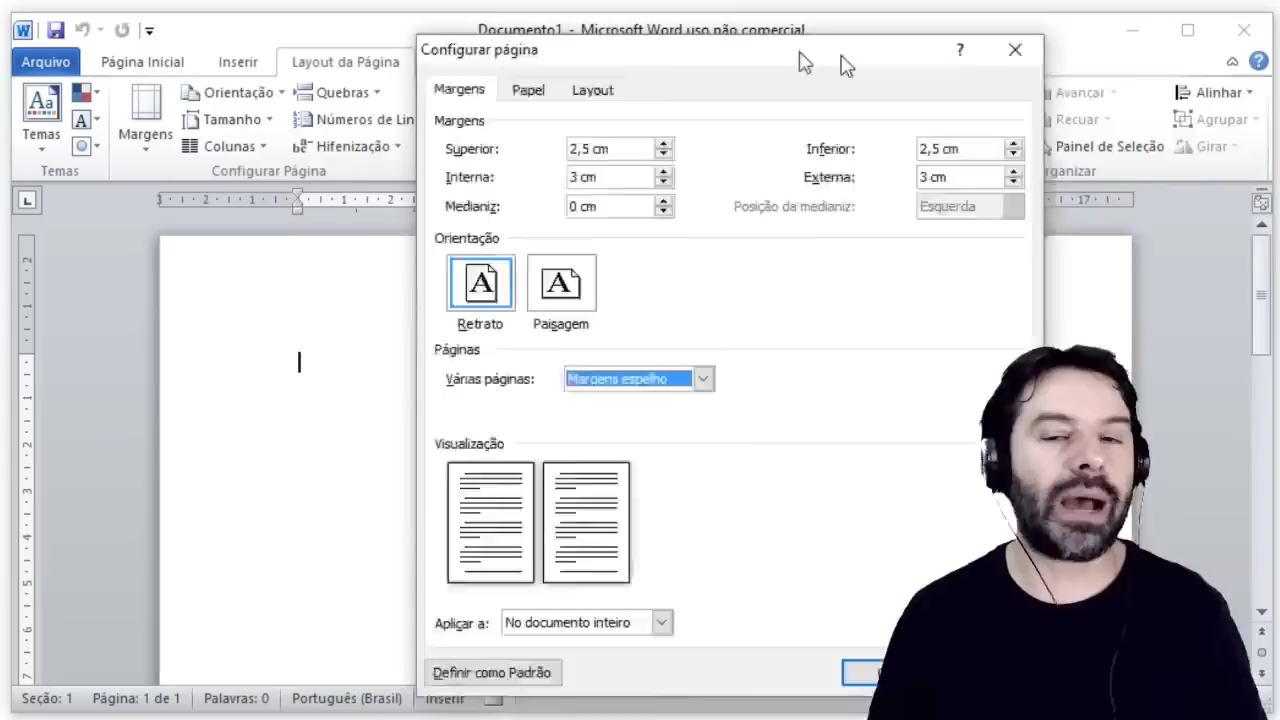 Documento1 - Microsoft Word uso não comercial
Arquivo
Página Inicial
Inserir
Layout da Página
Configurar página
?
Margens
Papel
Layout
Temas
Margens
Orientação
Tamanho
Colunas
Quebras
Números de Lin
Hifenização
Temas
Configurar Página
Avançar
Recuar
Painel de Seleção
Alinhar
Agrupar
Girar
rganizar
Margens
Superior: 2,5 cm Inferior: 2,5 cm
Interna: 3 cm Externa: 3 cm
Medianiz: 0 cm Posição da medianiz: Esquerda
Orientação
Retrato Paisagem
Páginas
Várias páginas: Margens espelho
Visualização
Aplicar a: No documento inteiro
Definir como Padrão
Seção: 1 Página: 1 de 1 Palavras: 0 Português (Brasil) Inserir